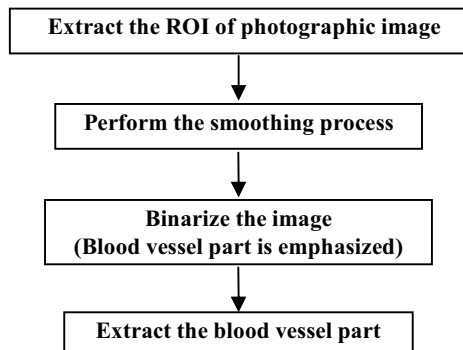 Extract the ROI of photographic image
Perform the smoothing process
Binarize the image
(Blood vessel part is emphasized)
Extract the blood vessel part